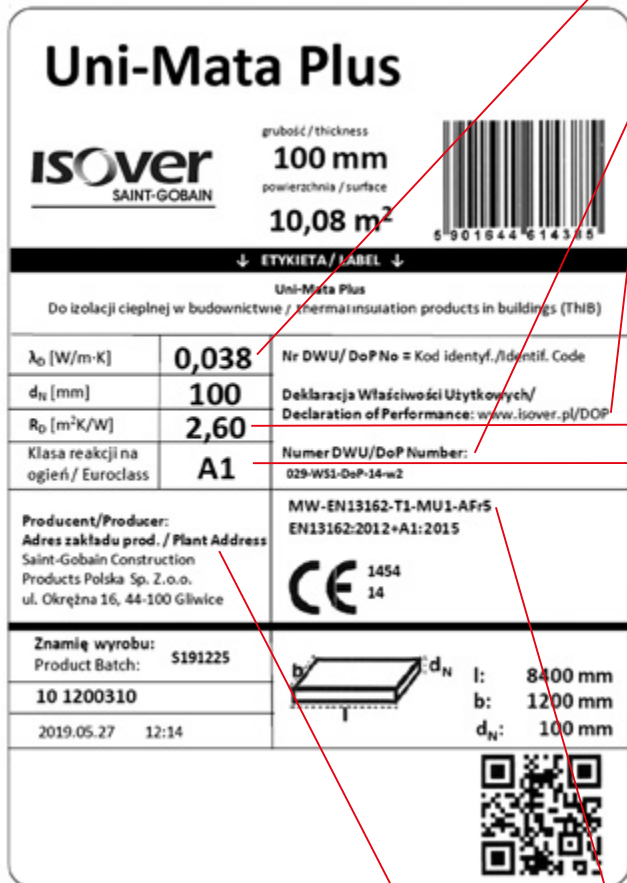 Uni-Mata Plus
isover
SAINT-GOBAIN
grubość/thickness
100 mm
powierzchnia/surface
10,08 m²
5 901644 614385
↓ ETYKIETA/LABEL ↓
Uni-Mata Plus
Do izolacji cieplnej w budownictwie / thermal insulation products in buildings (ThIB)
λD [W/m·K] 0,038
dN [mm] 100
RD [m²K/W] 2,60
Klasa reakcji na
ogień/ Euroclass A1
Nr DWU/ DoP No = Kod identyf./Identif. Code
Deklaracja Właściwości Użytkowych/
Declaration of Performance: www.isover.pl/DOP
Numer DWU/DoP Number:
029-WS1-DoP-14-w2
Producent/Producer:
Adres zakładu prod. / Plant Address
Saint-Gobain Construction
Products Polska Sp. Z.o.o.
ul. Okrężna 16, 44-100 Gliwice
MW-EN13162-T1-MU1-AFr5
EN13162:2012+A1:2015
CE 1454
14
Znamię wyrobu:
Product Batch: S191225
10 1200310
2019.05.27 12:14
b dN
l
l: 8400 mm
b: 1200 mm
dN: 100 mm